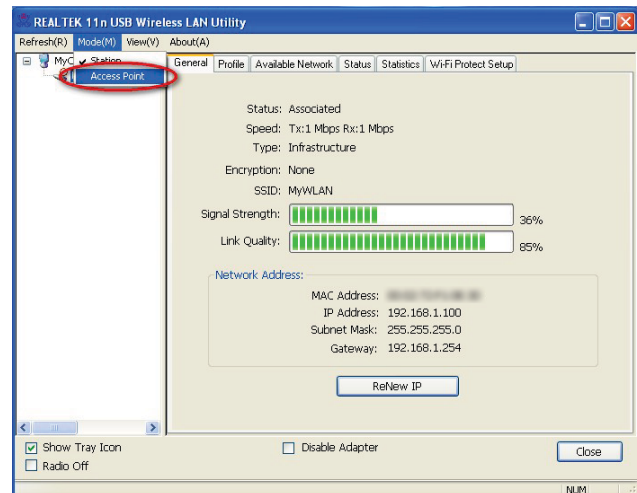 REALTEK 11n USB Wireless LAN Utility
Refresh(R) Mode(M) View(V) About(A)
Station
Access Point
General Profile Available Network Status Statistics Wi-Fi Protect Setup
Status: Associated
Speed: Tx:1 Mbps Rx:1 Mbps
Type: Infrastructure
Encryption: None
SSID: MyWLAN
Signal Strength: 36%
Link Quality: 85%
Network Address:
MAC Address:
IP Address: 192.168.1.100
Subnet Mask: 255.255.255.0
Gateway: 192.168.1.254
ReNew IP
Show Tray Icon
Disable Adapter
Close
Radio Off
NUM